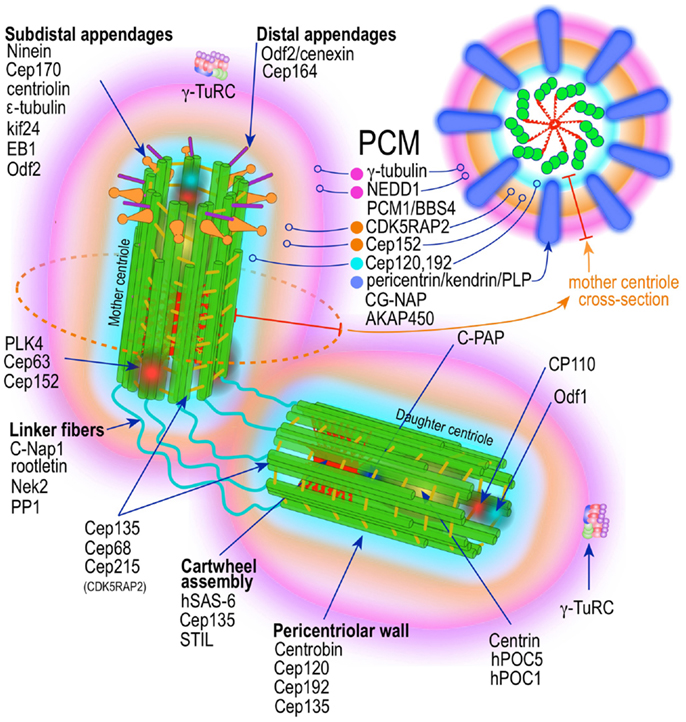 Subdistal appendages
Ninein
Cep170
centriolin
ε-tubulin
kif24
EB1
Odf2
Distal appendages
Odf2/cenexin
Cep164
γ-TuRC
PCM
γ-tubulin
NEDD1
PCM1/BBS4
CDK5RAP2
Cep152
Cep120,192
pericentrin/kendrin/PLP
CG-NAP
AKAP450
mother centriole
cross-section
Mother centriole
PLK4
Cep63
Cep152
Linker fibers
C-Nap1
rootletin
Nek2
PP1
C-PAP
CP110
Odf1
Daughter centriole
Cep135
Cep68
Cep215
(CDK5RAP2)
Cartwheel
assembly
hSAS-6
Cep135
STIL
Pericentriolar wall
Centrobin
Cep120
Cep192
Cep135
Centrin
hPOC5
hPOC1
γ-TuRC